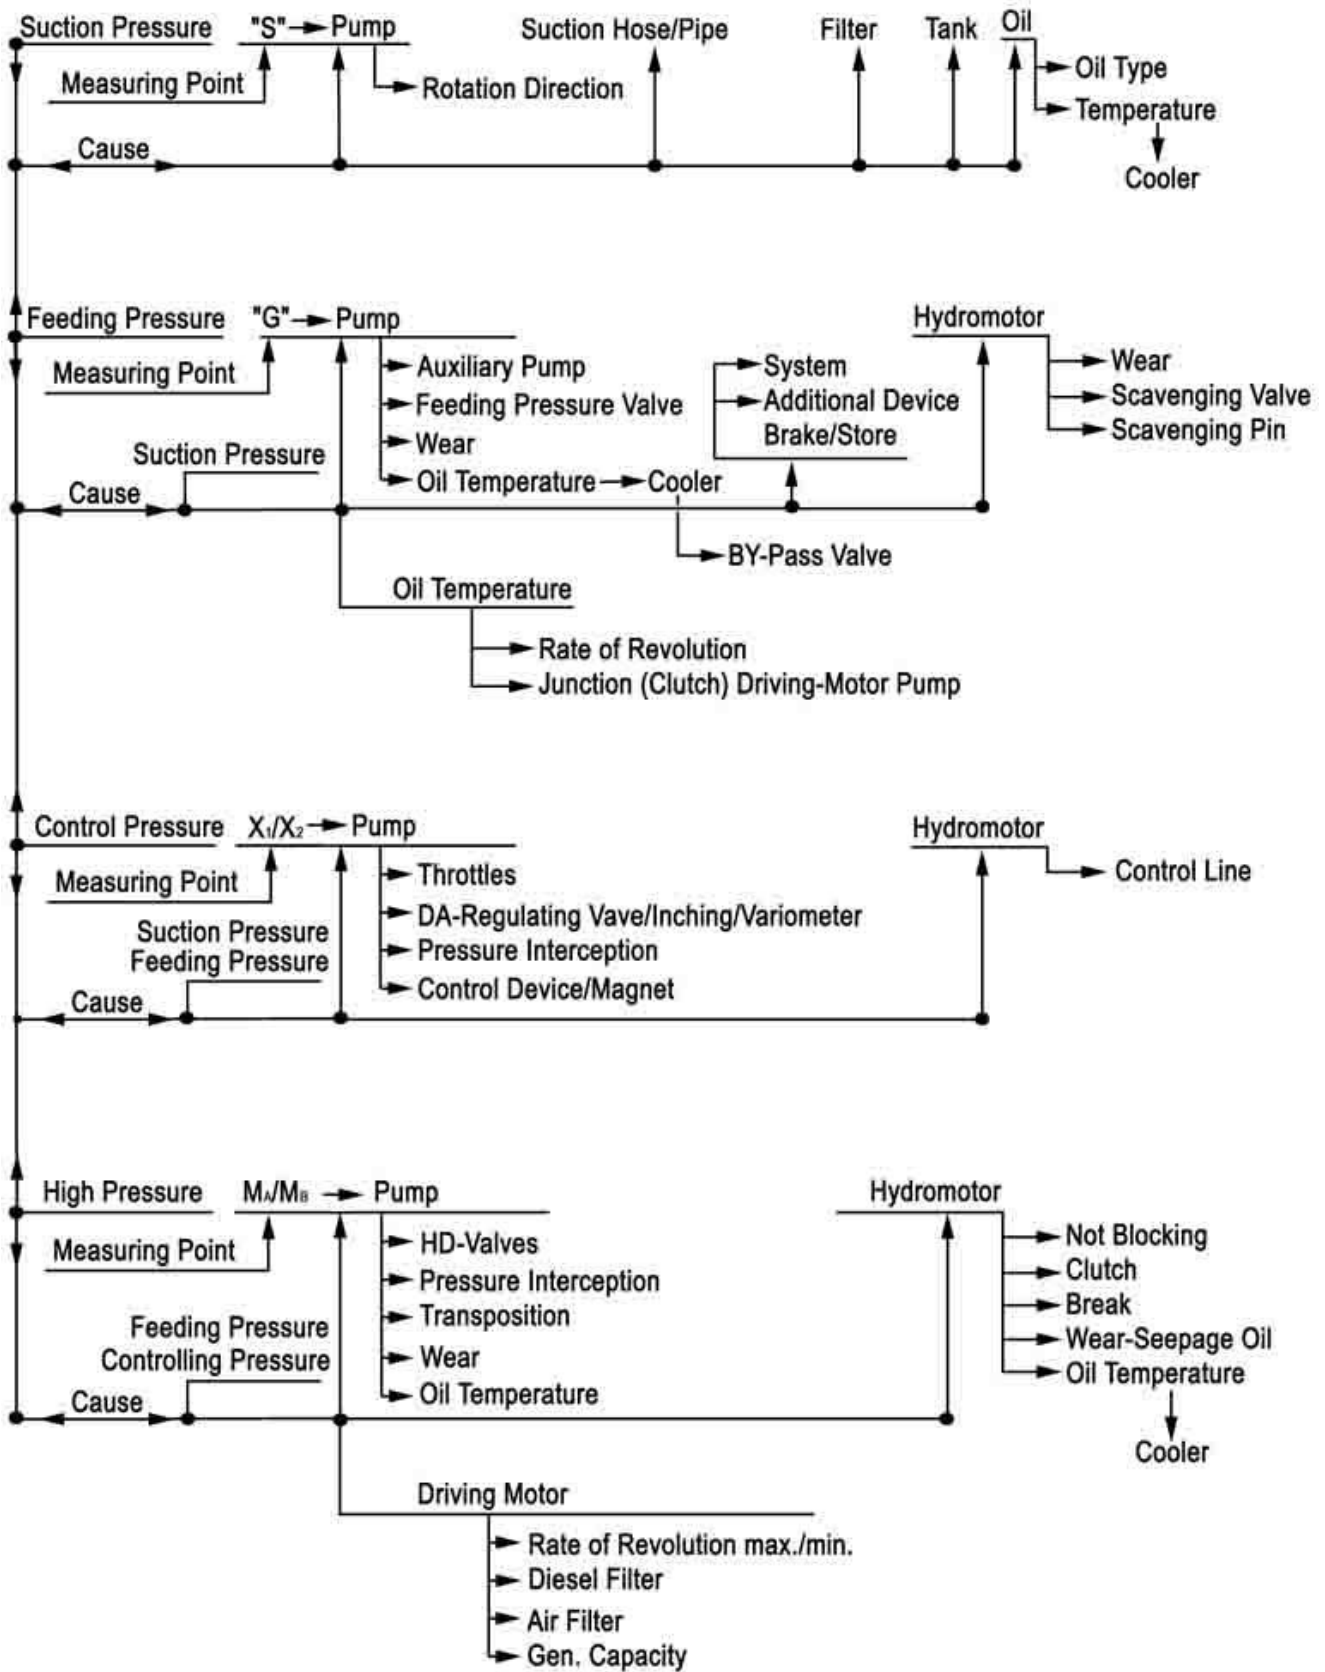 Suction Pressure "S" Pump Suction Hose/Pipe Filter Tank Oil
Oil Type
Measuring Point Rotation Direction
Temperature
Cause
Cooler
Feeding Pressure "G" Pump Hydromotor
Measuring Point
Auxiliary Pump System Wear
Feeding Pressure Valve Additional Device Scavenging Valve
Brake/Store Scavenging Pin
Wear
Suction Pressure
Oil Temperature Cooler
Cause
BY-Pass Valve
Oil Temperature
Rate of Revolution
Junction (Clutch) Driving-Motor Pump
Control Pressure X1/X2 Pump Hydromotor
Measuring Point Throttles Control Line
DA-Regulating Vave/Inching/Variometer
Suction Pressure
Pressure Interception
Feeding Pressure
Control Device/Magnet
Cause
High Pressure MA/MB Pump Hydromotor
Measuring Point HD-Valves Not Blocking
Pressure Interception Clutch
Transposition Break
Feeding Pressure Wear-Seepage Oil
Controlling Pressure Wear Oil Temperature
Oil Temperature
Cause
Cooler
Driving Motor
Rate of Revolution max./min.
Diesel Filter
Air Filter
Gen. Capacity